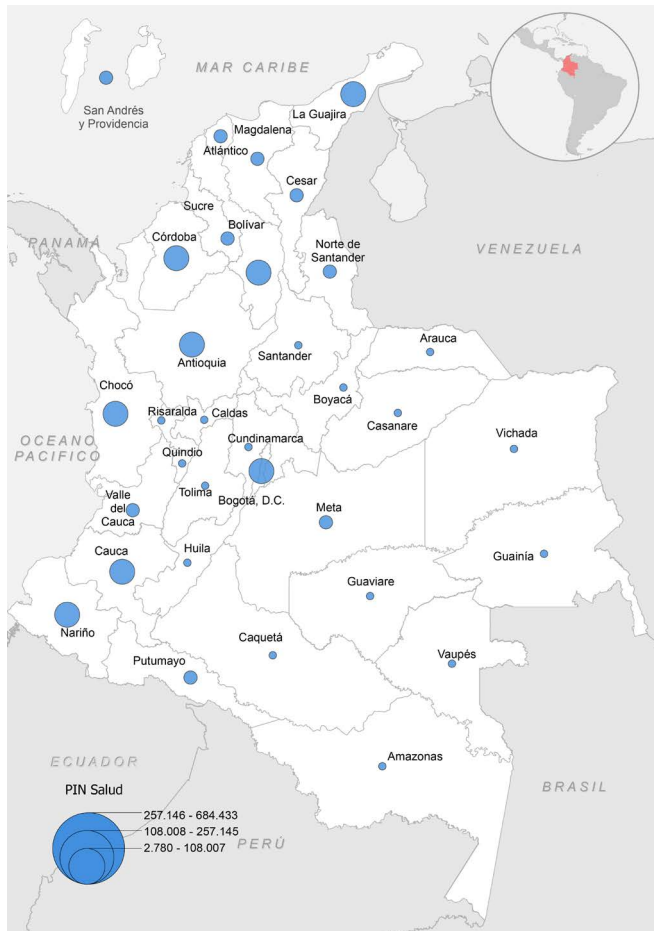 MAR CARIBE
San Andrés
y Providencia
La Guajira
Magdalena
Atlántico
Cesar
Sucre
Bolívar
PANAMÁ
Córdoba
Norte de
Santander
VENEZUELA
Antioquia
Santander
Arauca
Chocó
Boyacá
Risaralda
Caldas
Casanare
OCEANO
PACIFICO
Cundinamarca
Vichada
Quindio
Tolima
Bogotá, D.C.
Valle
del
Cauca
Meta
Cauca
Huila
Guainía
Guaviare
Nariño
Caquetá
Putumayo
Vaupés
ECUADOR
Amazonas
BRASIL
PIN Salud
257.146 - 684.433
108.008 - 257.145
2.780 - 108.007
PERÚ